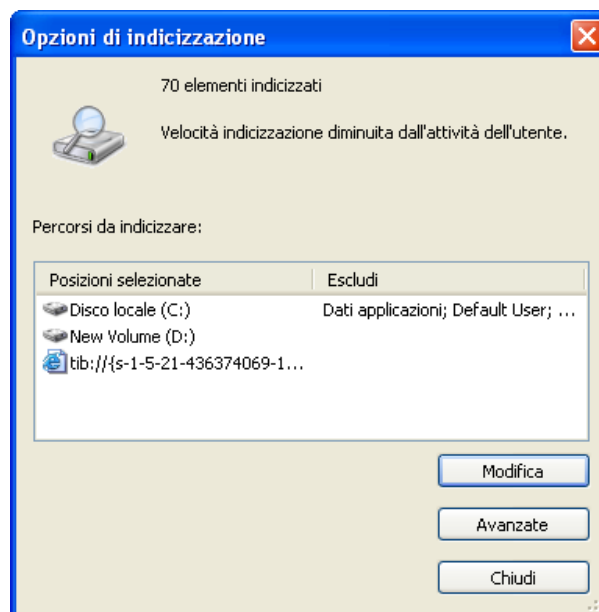 Opzioni di indicizzazione
70 elementi indicizzati
Velocità indicizzazione diminuita dall'attività dell'utente.
Percorsi da indicizzare:
Posizioni selezionate Escludi
Disco locale (C:) Dati applicazioni; Default User; ...
New Volume (D:)
tib://{s-1-5-21-436374069-1...
Modifica
Avanzate
Chiudi